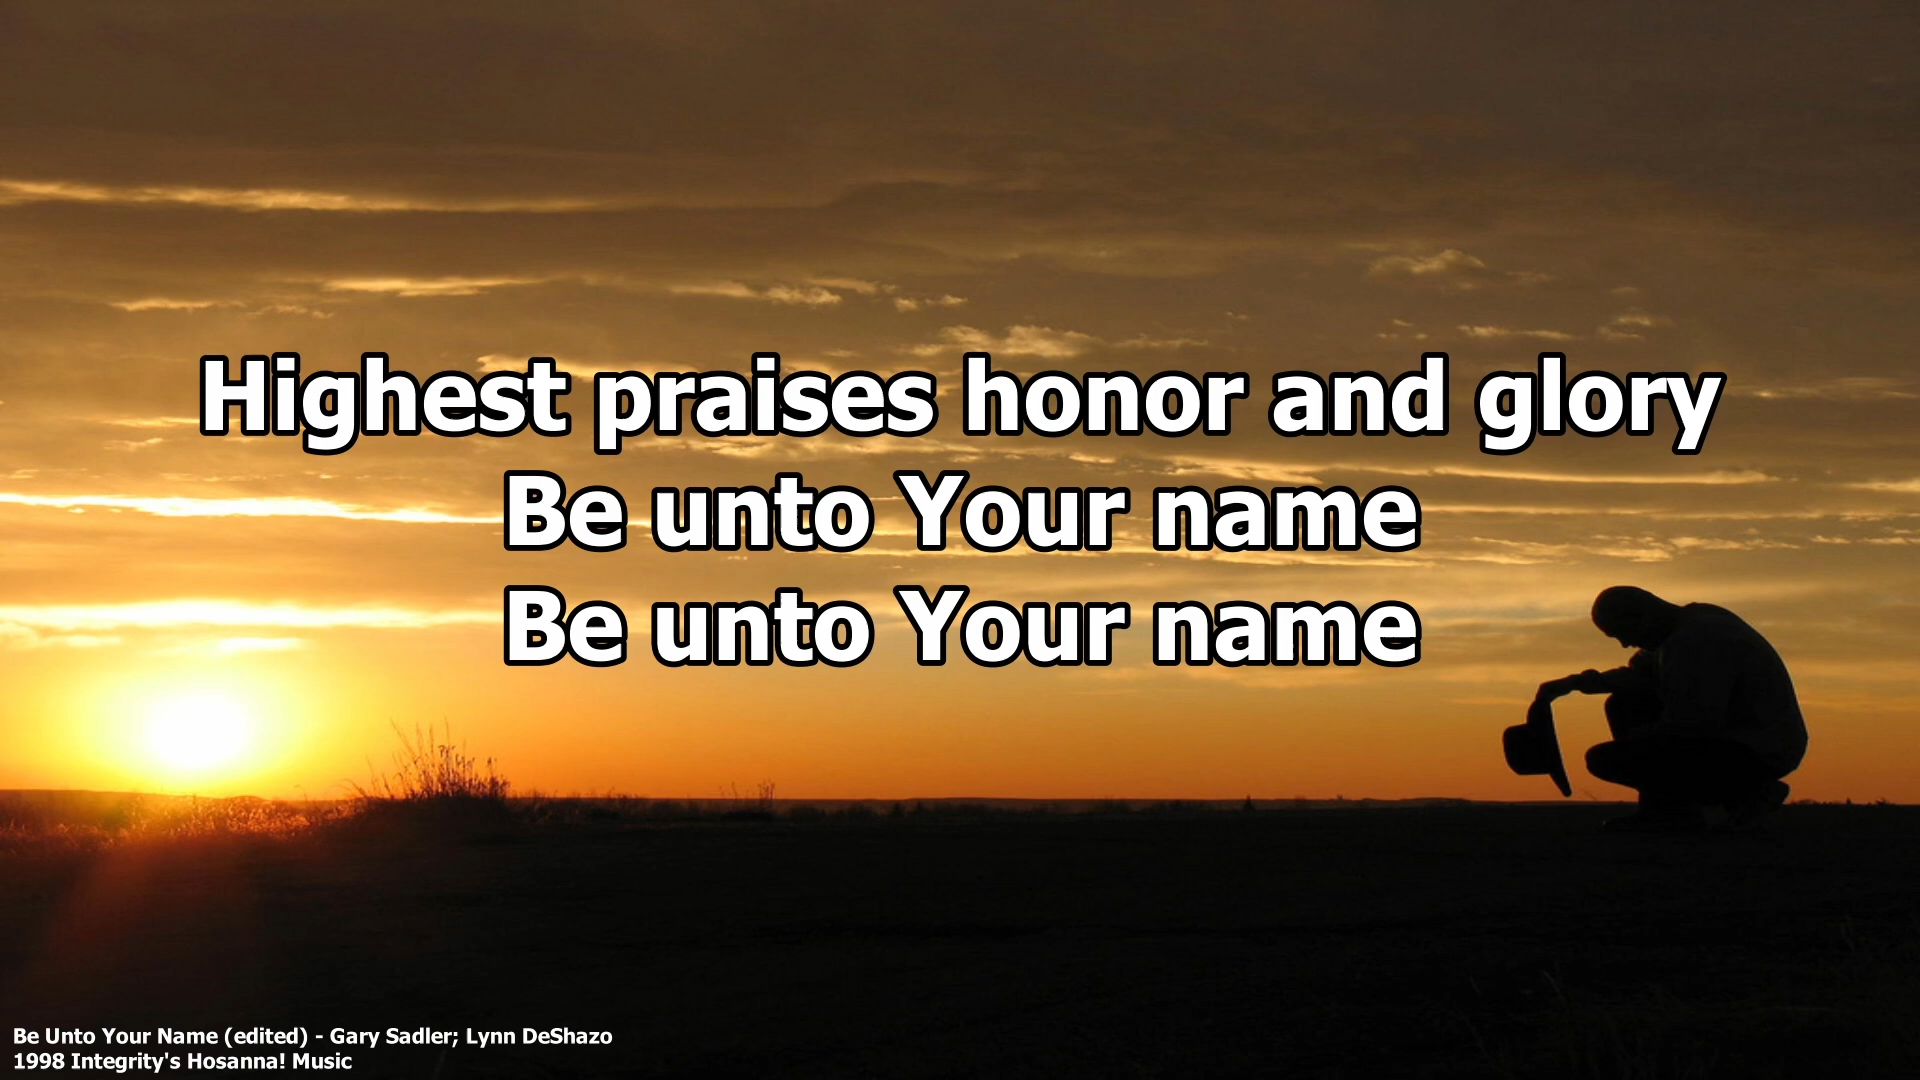 Highest praises honor and glory
Be unto Your name
Be unto Your name
Be Unto Your Name (edited) - Gary Sadler; Lynn DeShazo
1998 Integrity's Hosanna! Music